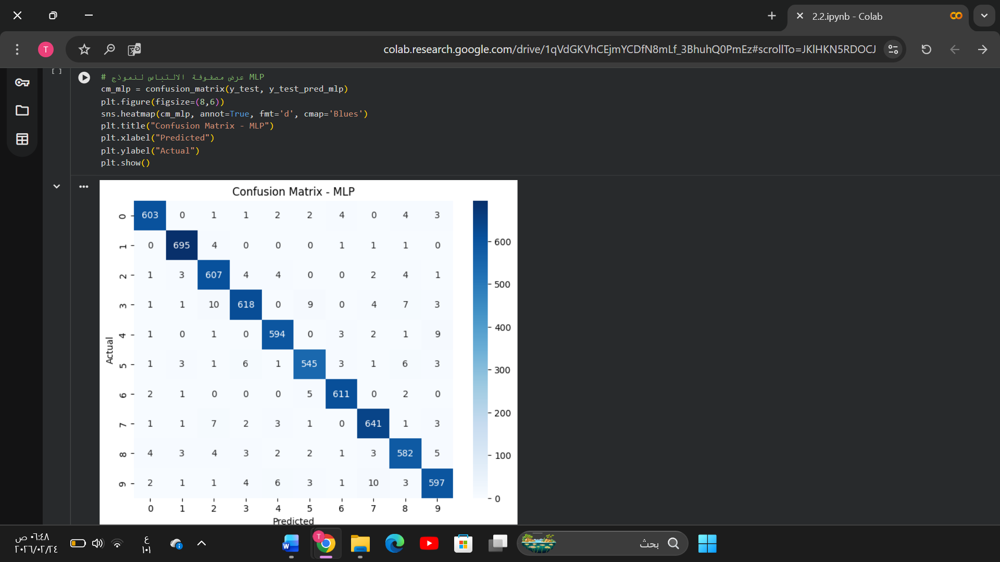 2.2.ipynb - Colab
T
colab.research.google.com/drive/1qVdGKVhCEjmYCDfN8mLf_3BhuhQ0PmEz#scrollTo=JKlHKN5RDOCJ
[ ]
# عرض مصفوفة الالتباس لنموذج MLP
cm_mlp = confusion_matrix(y_test, y_test_pred_mlp)
plt.figure(figsize=(8,6))
sns.heatmap(cm_mlp, annot=True, fmt='d', cmap='Blues')
plt.title("Confusion Matrix - MLP")
plt.xlabel("Predicted")
plt.ylabel("Actual")
plt.show()
Confusion Matrix - MLP
0 603 0 1 1 2 2 4 0 4 3
1 0 695 4 0 0 0 1 1 1 0
2 1 3 607 4 4 0 0 2 4 1
3 1 1 10 618 0 9 0 4 7 3
4 1 0 1 0 594 0 3 2 1 9
5 1 3 1 6 1 545 3 1 6 3
6 2 1 0 0 0 5 611 0 2 0
7 1 1 7 2 3 1 0 641 1 3
8 4 3 4 3 2 2 1 3 582 5
9 2 1 1 4 6 3 1 10 3 597
0 1 2 3 4 5 6 7 8 9
Predicted
Actual
600
500
400
300
200
100
0
٠٦:٤٨ ص
٢٠٢٦/٠٢/٢٤
ع
١٠١
W
T
بحث